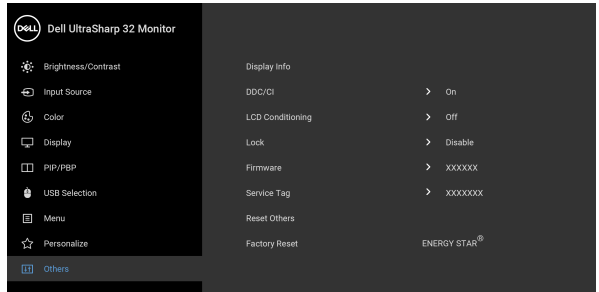 DELL Dell UltraSharp 32 Monitor
Brightness/Contrast
Display Info
Input Source
DDC/CI > On
Color
LCD Conditioning > Off
Display
Lock > Disable
PIP/PBP
Firmware > XXXXXX
USB Selection
Service Tag > XXXXXXX
Menu
Reset Others
Personalize
Factory Reset ENERGY STAR®
Others